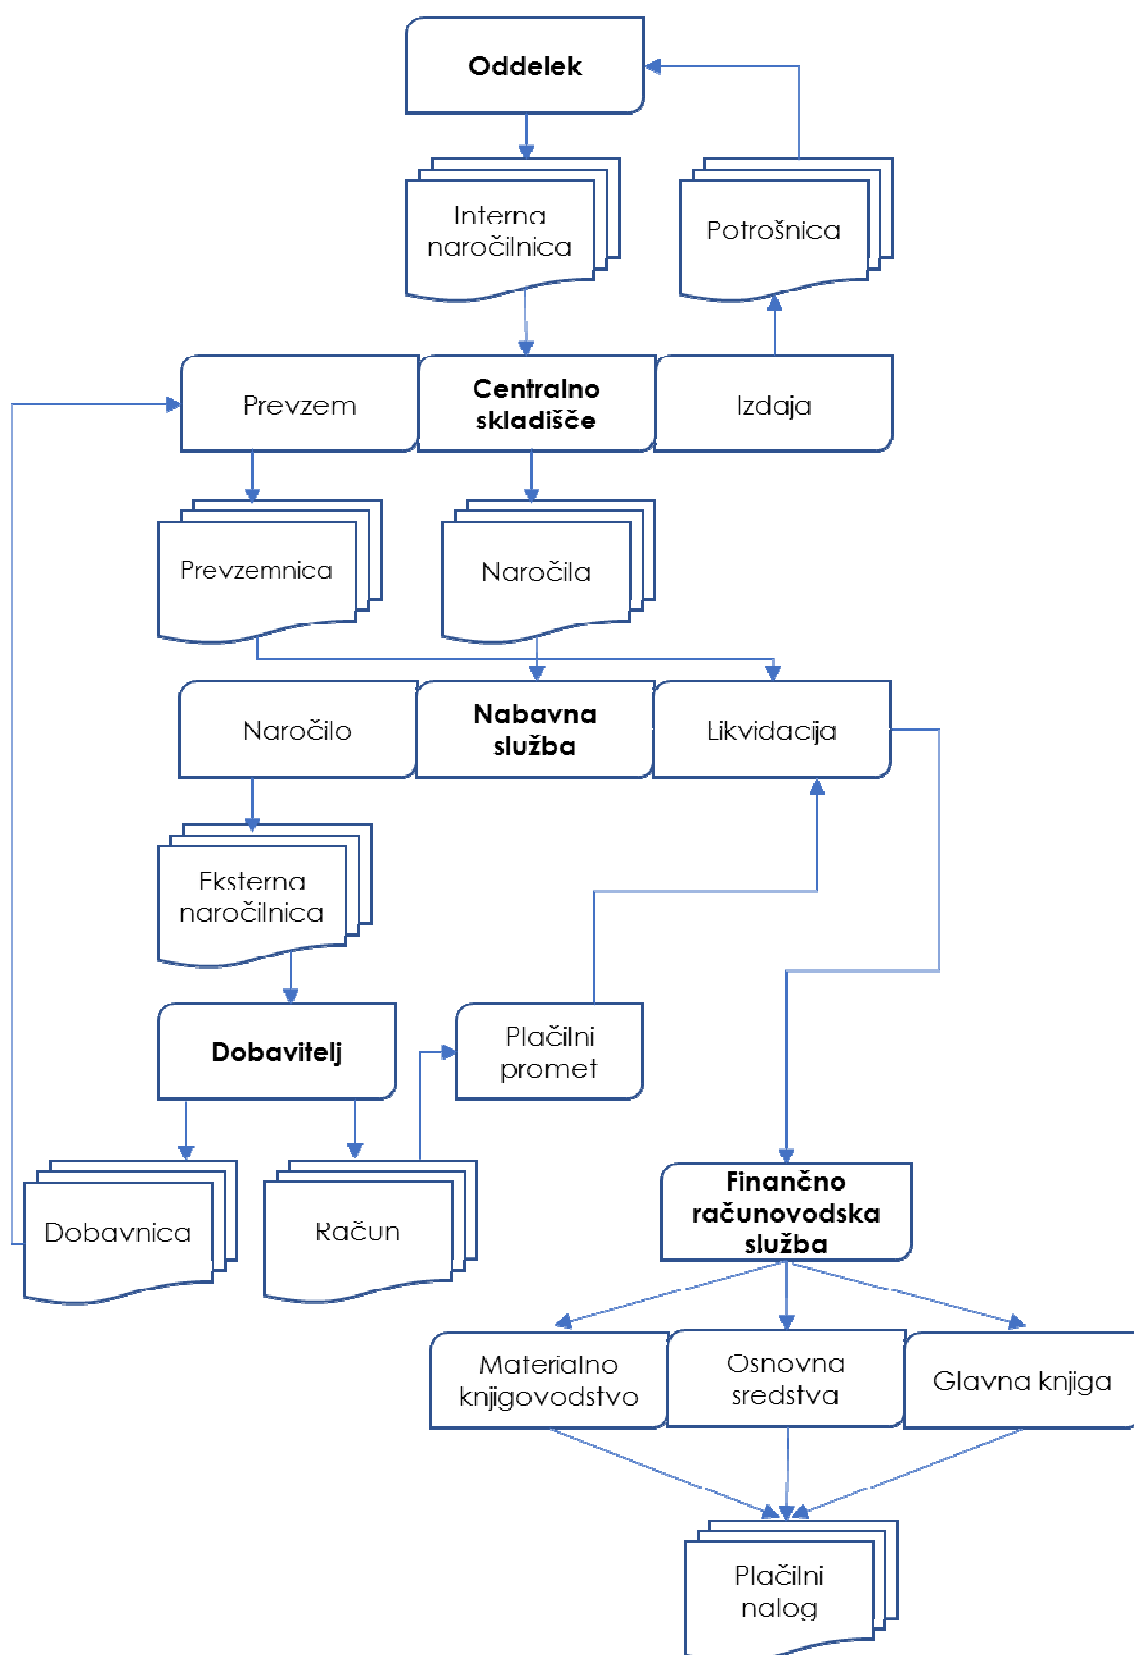 Oddelek
Interna
naročilnica
Potrošnica
Prevzem
Centralno
skladišče
Izdaja
Prevzemnica
Naročila
Naročilo
Nabavna
služba
Likvidacija
Eksterna
naročilnica
Dobavitelj
Plačilni
promet
Dobavnica
Račun
Finančno
računovodska
služba
Materialno
knjigovodstvo
Osnovna
sredstva
Glavna knjiga
Plačilni
nalog